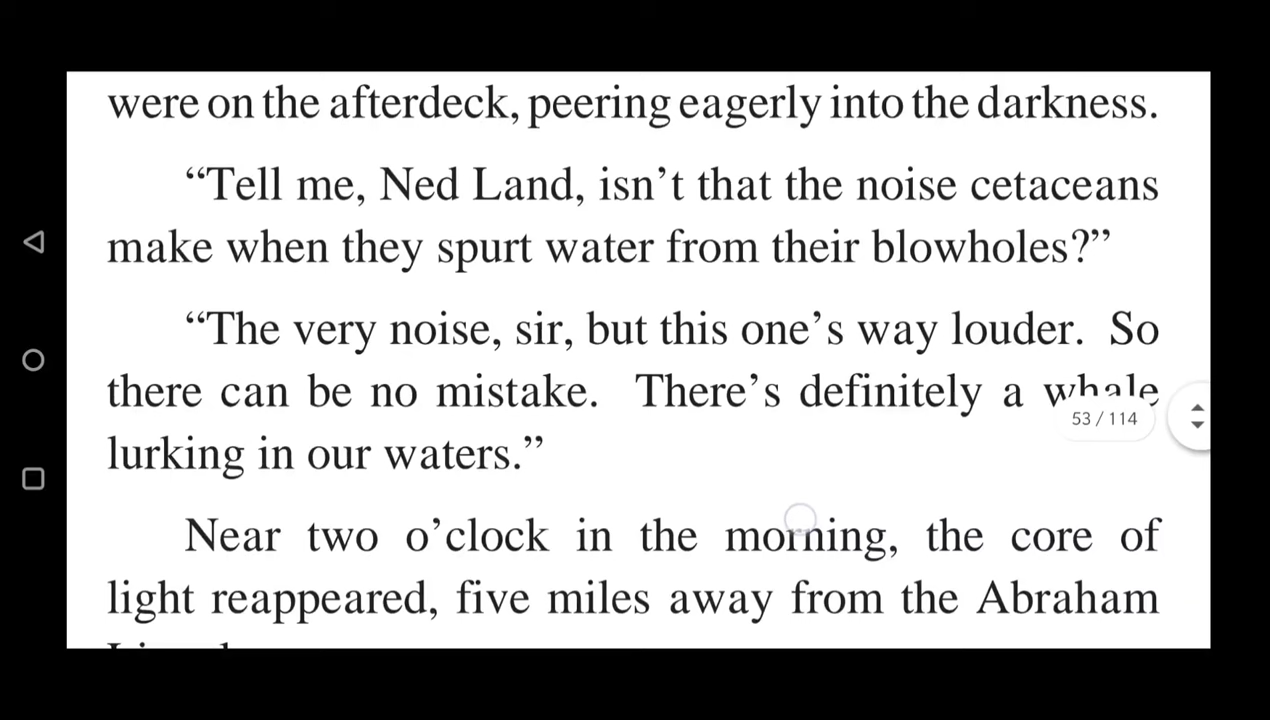 were on the afterdeck, peering eagerly into the darkness.
“Tell me, Ned Land, isn’t that the noise cetaceans
make when they spurt water from their blowholes?”
“The very noise, sir, but this one’s way louder. So
there can be no mistake. There’s definitely a whale
53 / 114
lurking in our waters.”
Near two o’clock in the morning, the core of
light reappeared, five miles away from the Abraham